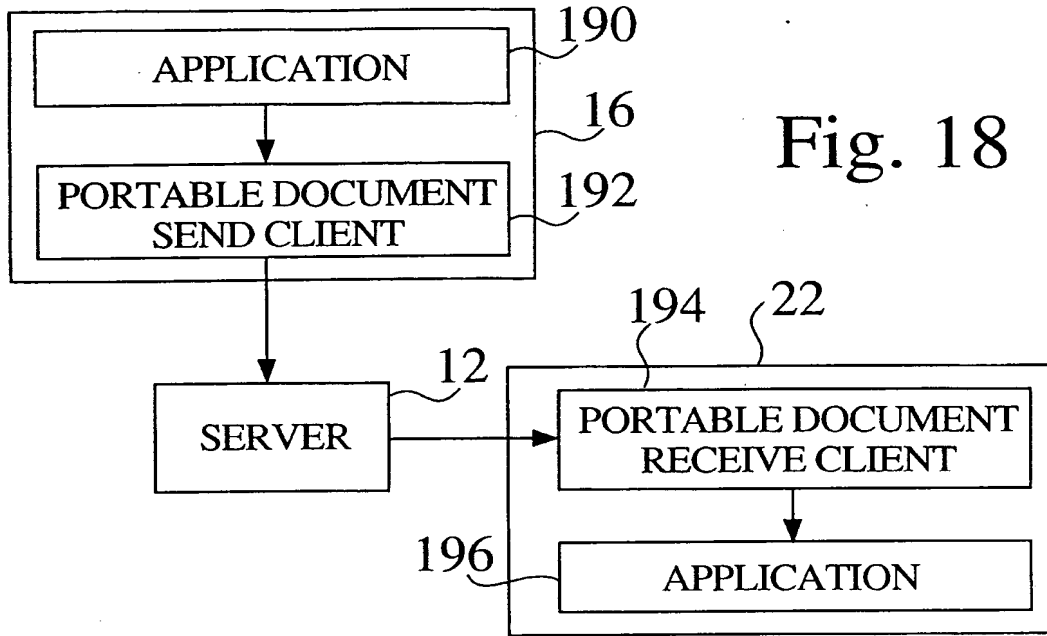 190
APPLICATION
16
Fig. 18
PORTABLE DOCUMENT
SEND CLIENT
192
194
22
12
SERVER
PORTABLE DOCUMENT
RECEIVE CLIENT
196
APPLICATION